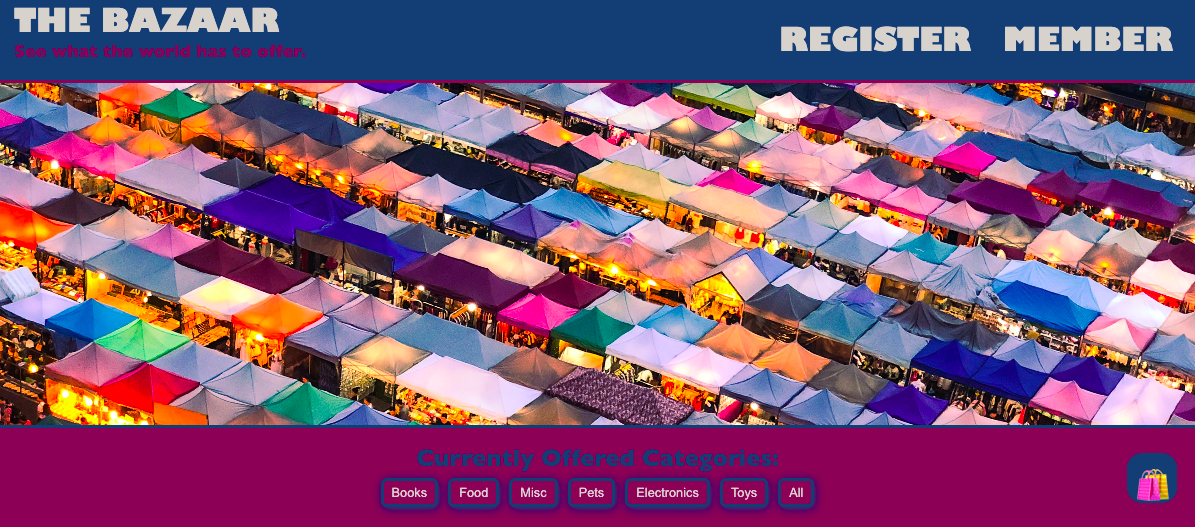 THE BAZAAR
See what the world has to offer.
REGISTER MEMBER
Currently Offered Categories:
Books Food Misc Pets Electronics Toys All